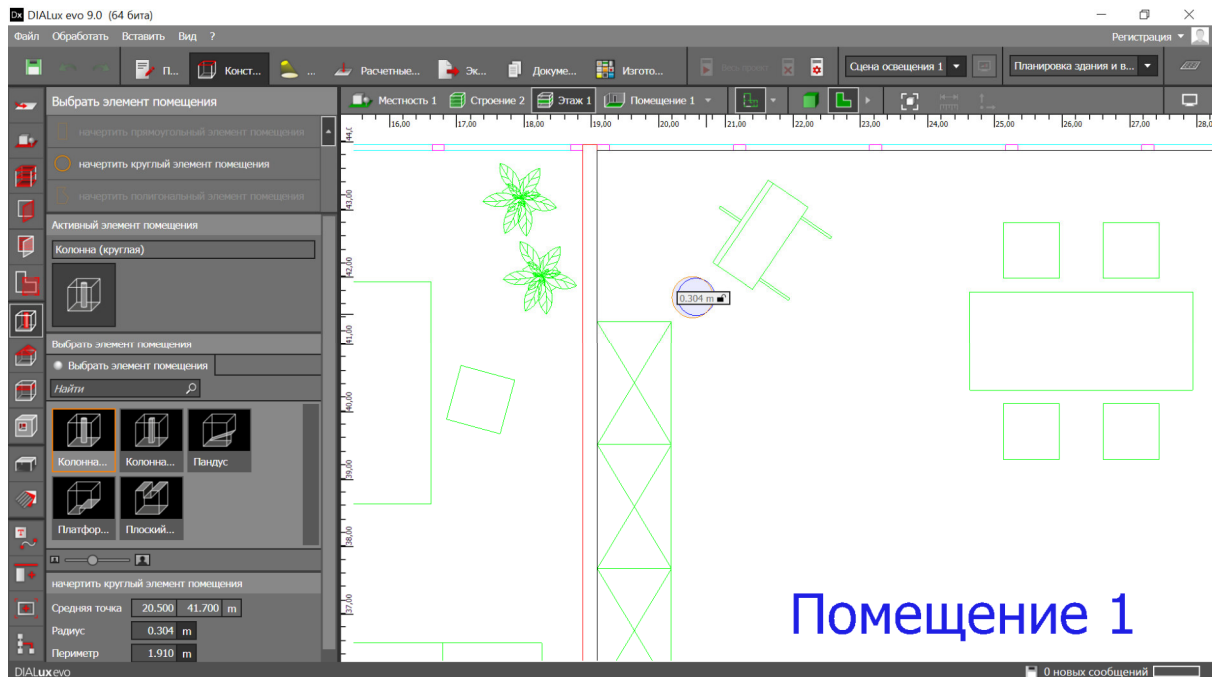 DIALux evo 9.0 (64 бита)
Файл Обработать Вставить Вид ?
Регистрация
П... Конст... ... Расчетные... Эк... Докуме... Изгото... Сцена освещения 1 Планировка здания и в...
Выбрать элемент помещения
Местность 1 Строение 2 Этаж 1 Помещение 1
начертить прямоугольный элемент помещения
начертить круглый элемент помещения
начертить полигональный элемент помещения
16,00 17,00 18,00 19,00 20,00 21,00 22,00 23,00 24,00 25,00 26,00 27,00 28,0
44,0
43,00
42,00
41,00
40,00
39,00
38,00
37,00
Активный элемент помещения
Колонна (круглая)
0.304 m
Выбрать элемент помещения
Выбрать элемент помещения
Найти
Колонна... Колонна... Пандус
Платфор... Плоский...
начертить круглый элемент помещения
Средняя точка 20.500 41.700 m
Радиус 0.304 m
Периметр 1.910 m
Помещение 1
DIALux evo
0 новых сообщений